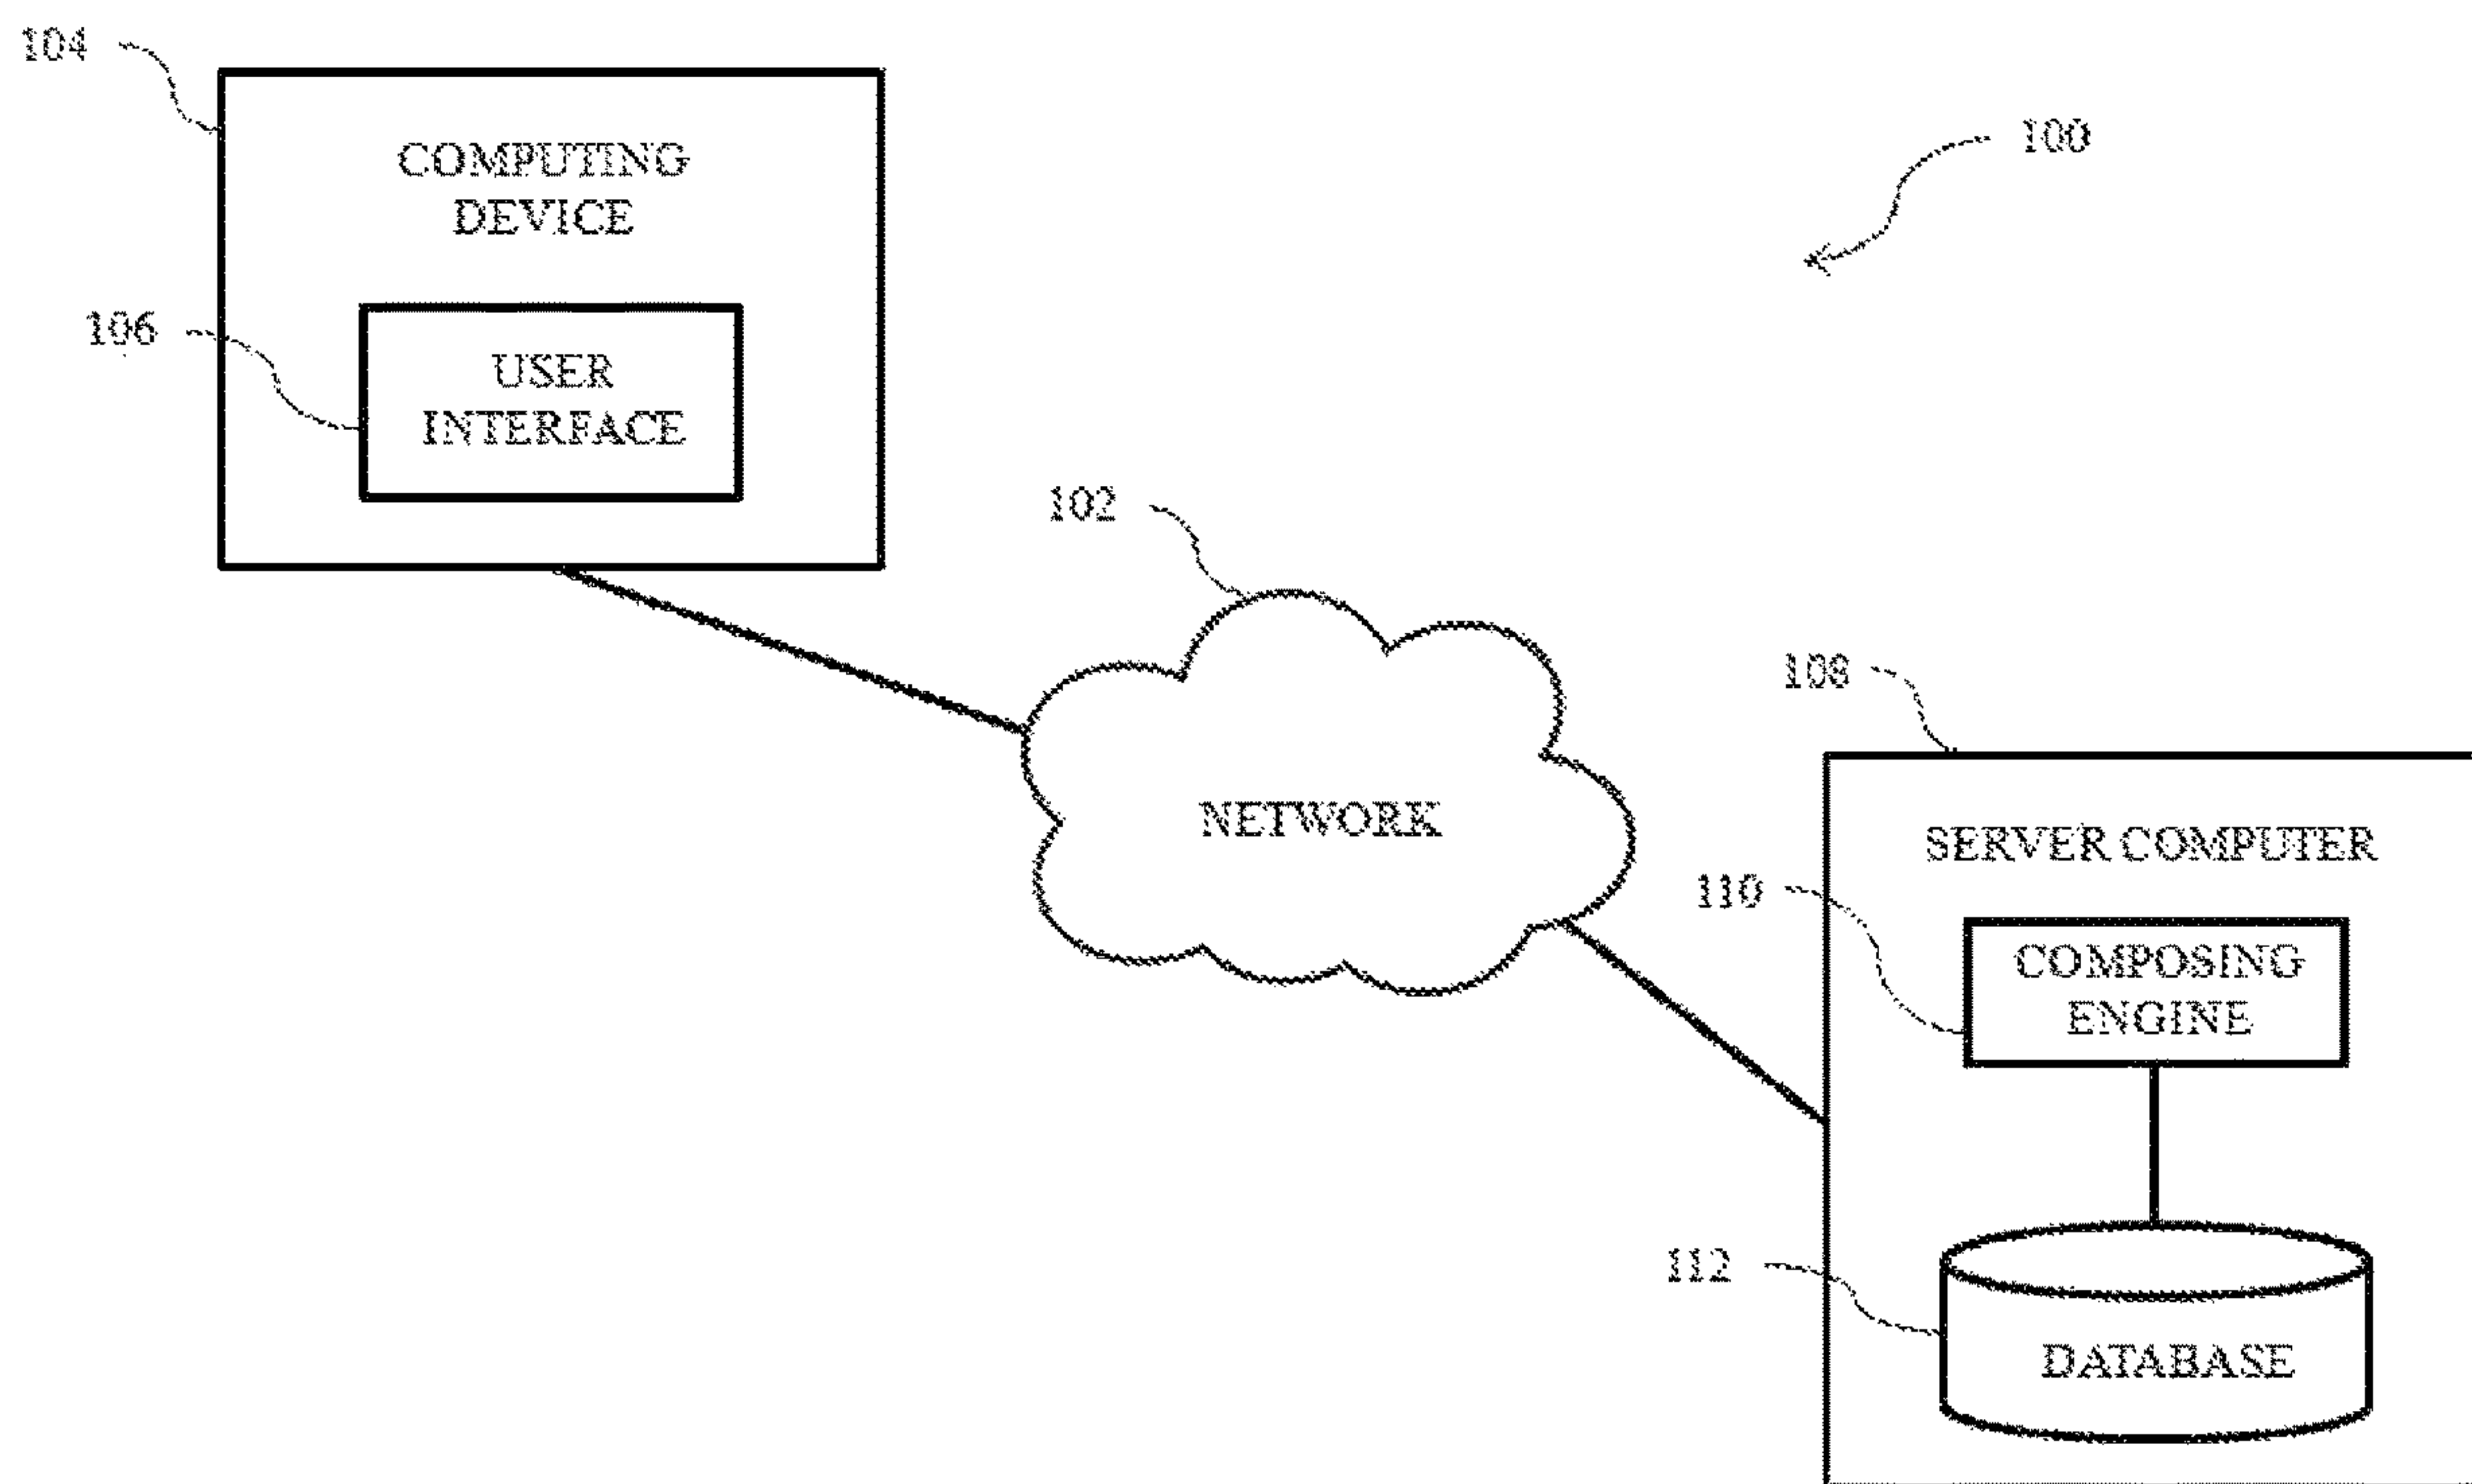 104
100
COMPUTING
DEVICE
106
USER
INTERFACE
102
108
NETWORK
SERVER COMPUTER
110
COMPOSING
ENGINE
112
DATABASE